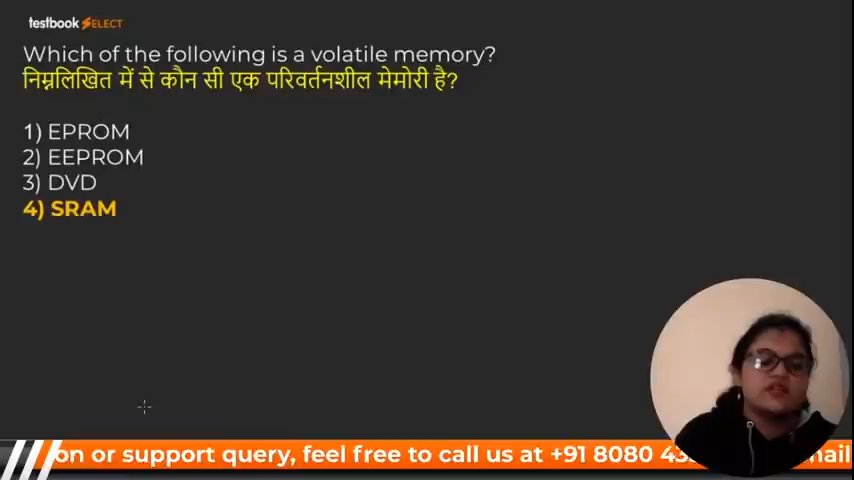 testbook SELECT
Which of the following is a volatile memory?
निम्नलिखित में से कौन सी एक परिवर्तनशील मेमोरी है?
1) EPROM
2) EEPROM
3) DVD
4) SRAM
on or support query, feel free to call us at +91 8080 4